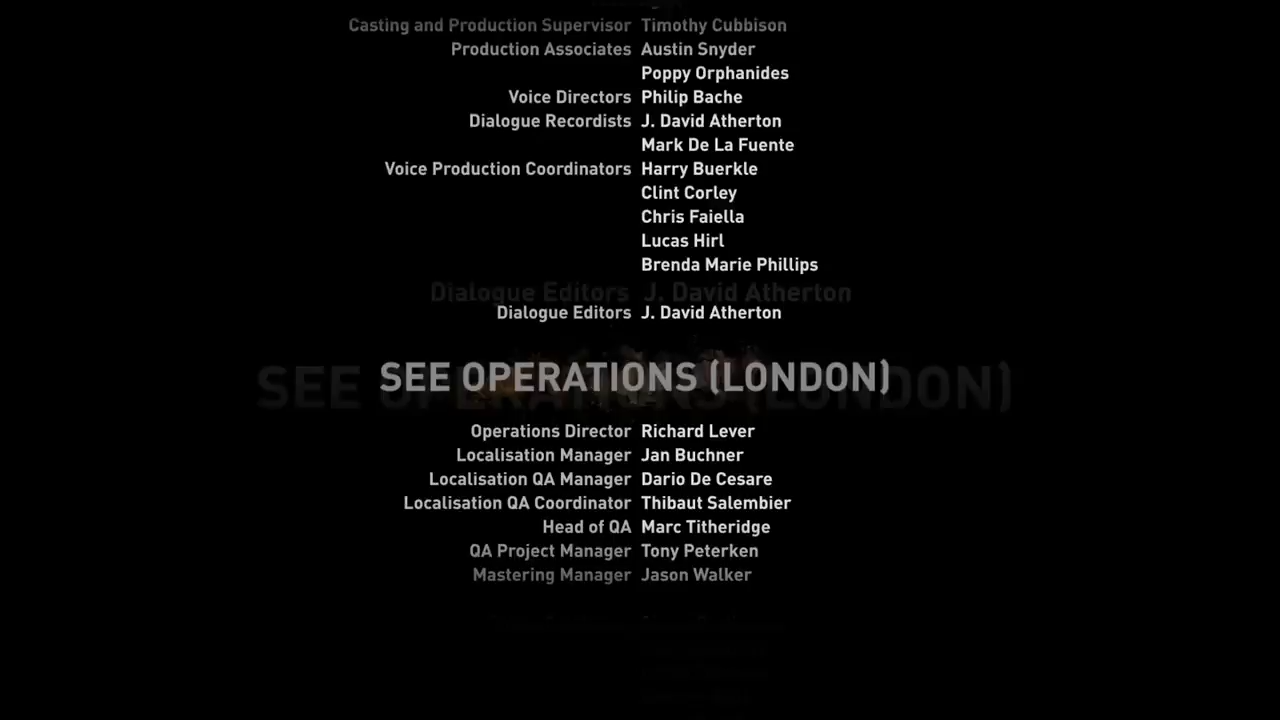 Casting and Production Supervisor Timothy Cubbison
Production Associates Austin Snyder
Poppy Orphanides
Voice Directors Philip Bache
Dialogue Recordists J. David Atherton
Mark De La Fuente
Voice Production Coordinators Harry Buerkle
Clint Corley
Chris Faiella
Lucas Hirl
Brenda Marie Phillips
Dialogue Editors J. David Atherton
Dialogue Editors J. David Atherton
SEE OPERATIONS (LONDON)
Operations Director Richard Lever
Localisation Manager Jan Buchner
Localisation QA Manager Dario De Cesare
Localisation QA Coordinator Thibaut Salembier
Head of QA Marc Titheridge
QA Project Manager Tony Peterken
Mastering Manager Jason Walker